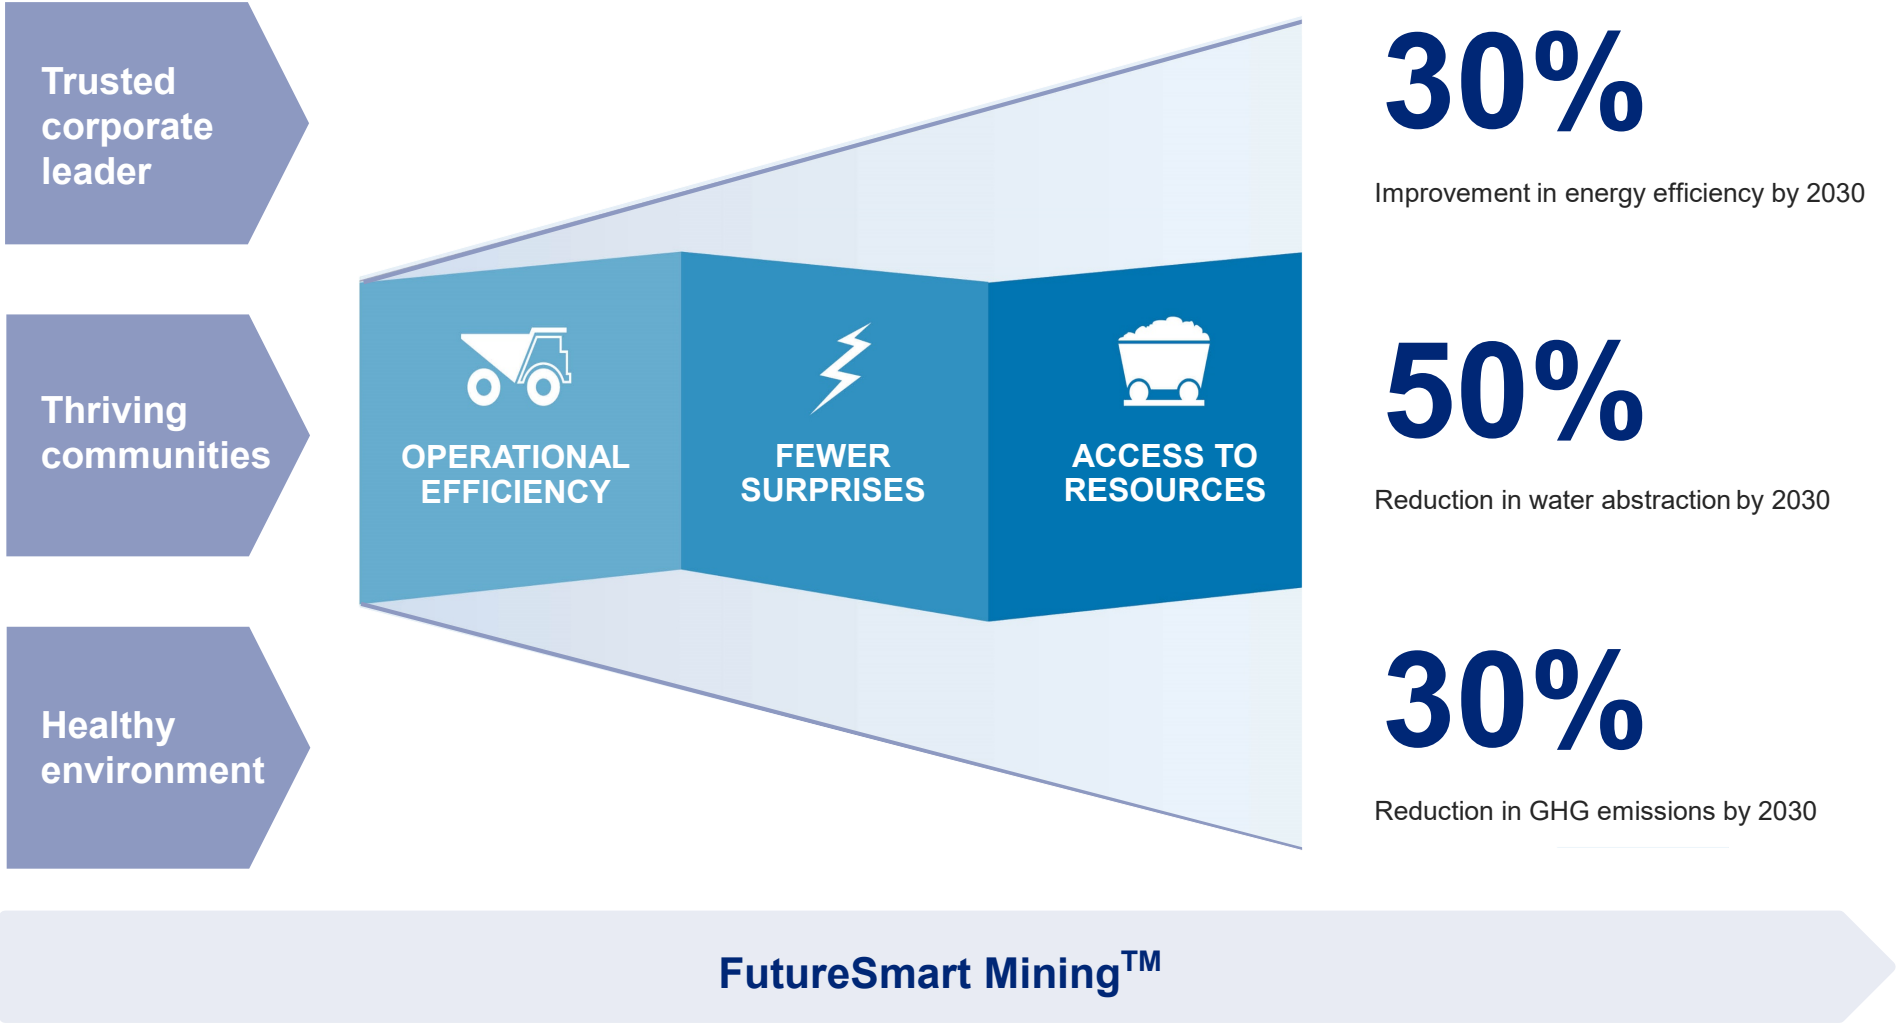 Trusted
corporate
leader
Thriving
communities
Healthy
environment
OPERATIONAL
EFFICIENCY
FEWER
SURPRISES
ACCESS TO
RESOURCES
30%
Improvement in energy efficiency by 2030
50%
Reduction in water abstraction by 2030
30%
Reduction in GHG emissions by 2030
FutureSmart Mining™